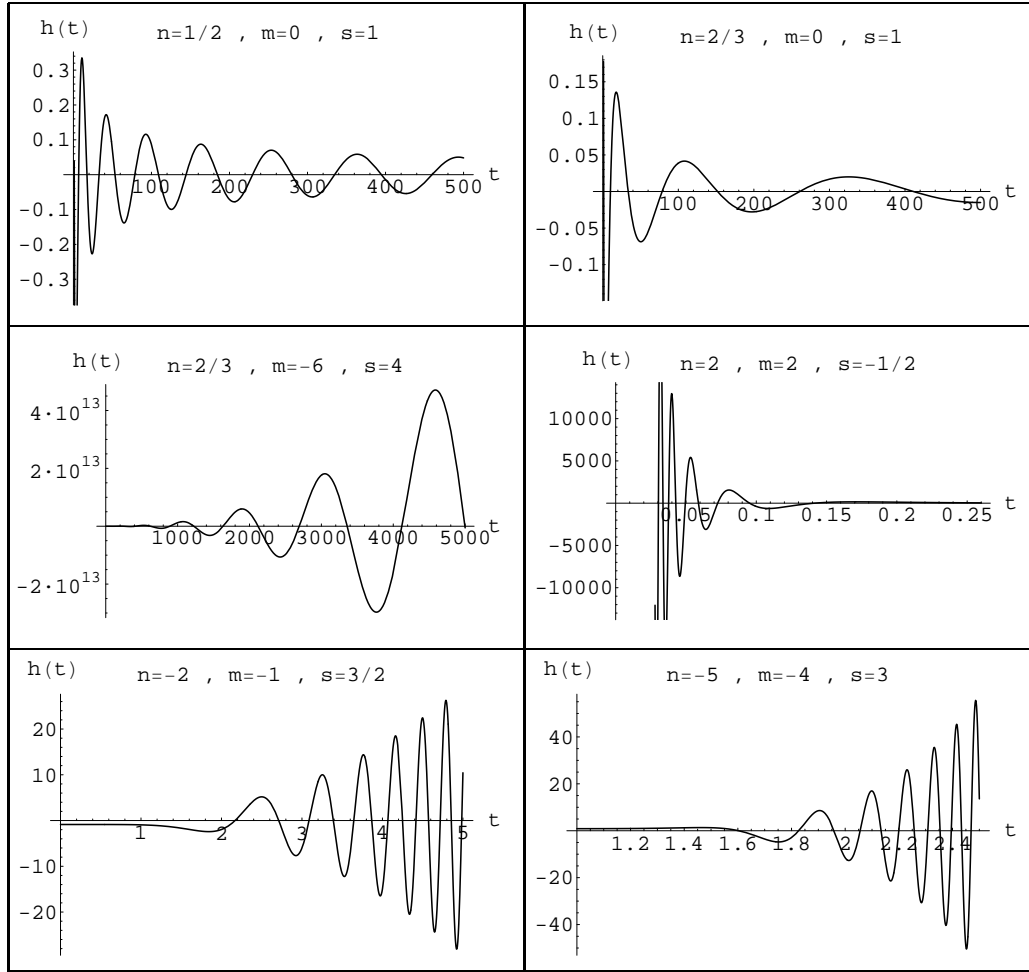 h(t) n=1/2 , m=0 , s=1
0.3
0.2
0.1
100 200 300 400 500 t
-0.1
-0.2
-0.3
h(t) n=2/3 , m=0 , s=1
0.15
0.1
0.05
100 200 300 400 500 t
-0.05
-0.1
h(t) n=2/3 , m=-6 , s=4
4·10^13
2·10^13
1000 2000 3000 4000 5000 t
-2·10^13
h(t) n=2 , m=2 , s=-1/2
10000
5000
0.05 0.1 0.15 0.2 0.25 t
-5000
-10000
h(t) n=-2 , m=-1 , s=3/2
20
10
1 2 3 4 5 t
-10
-20
h(t) n=-5 , m=-4 , s=3
40
20
1.2 1.4 1.6 1.8 2 2.2 2.4 t
-20
-40